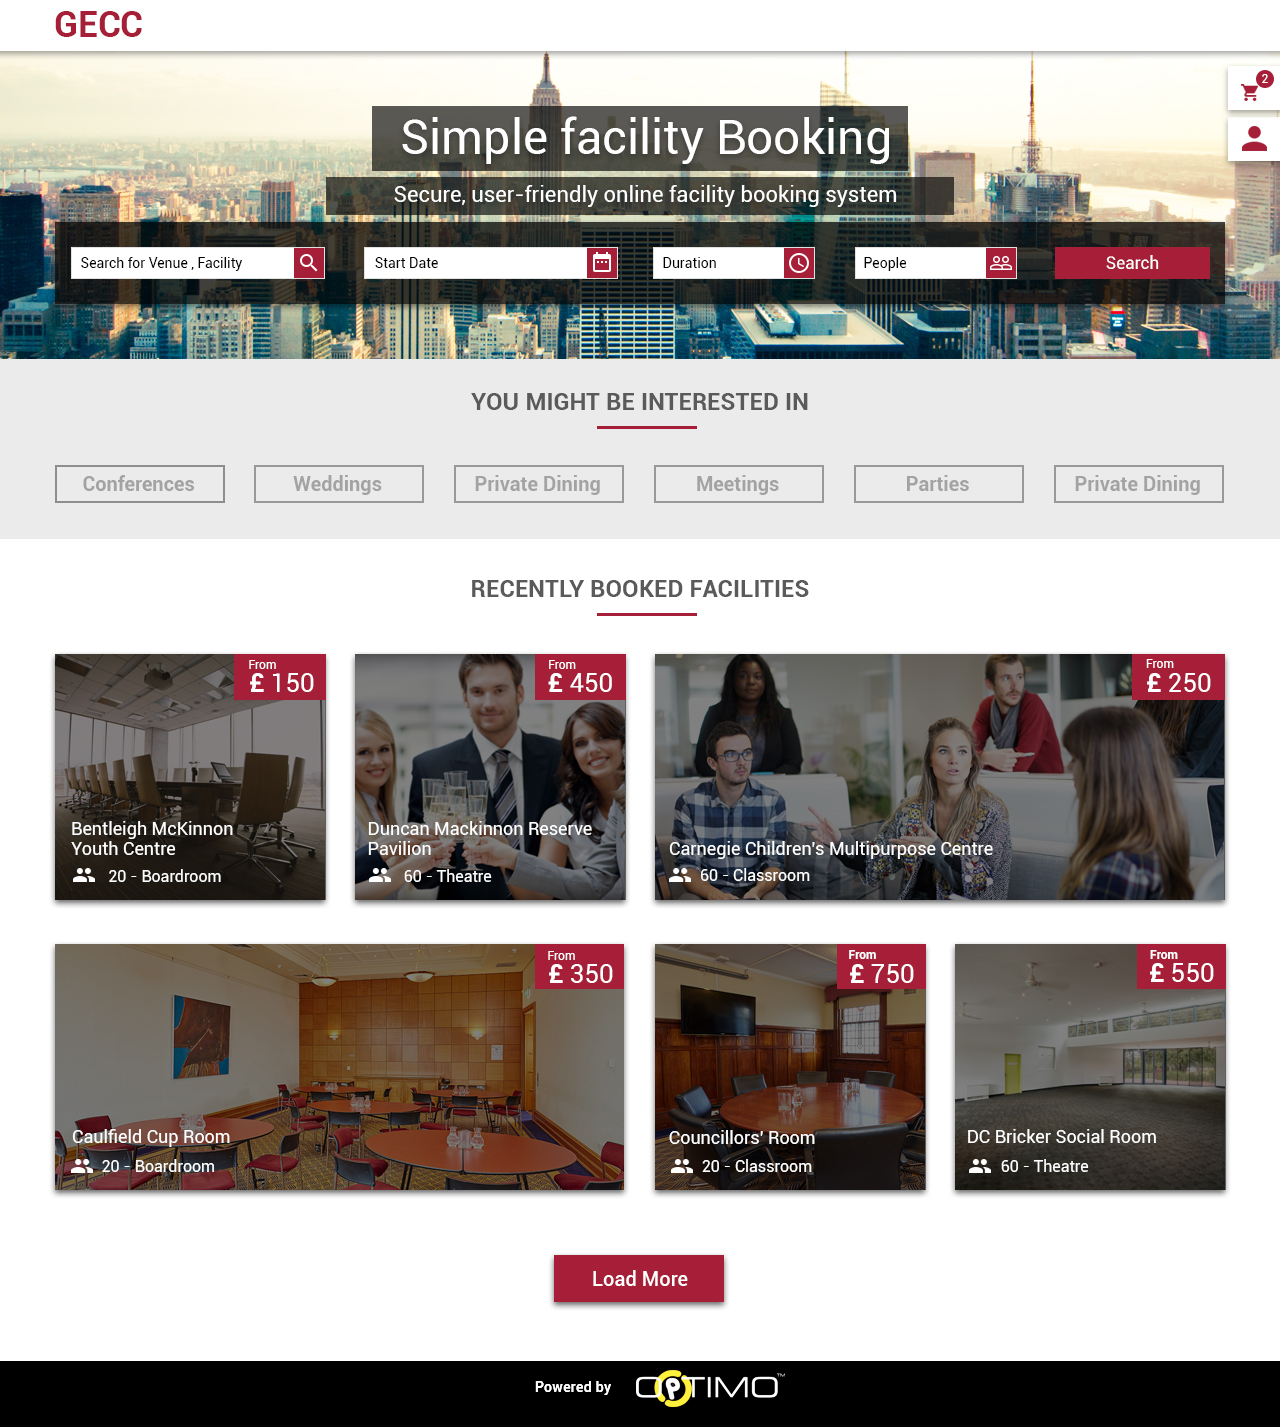 GECC
2
Simple facility Booking
Secure, user-friendly online facility booking system
Search for Venue , Facility
Start Date
Duration
People
Search
YOU MIGHT BE INTERESTED IN
Conferences
Weddings
Private Dining
Meetings
Parties
Private Dining
RECENTLY BOOKED FACILITIES
From
£ 150
Bentleigh McKinnon
Youth Centre
20 - Boardroom
From
£ 450
Duncan Mackinnon Reserve
Pavilion
60 - Theatre
From
£ 250
Carnegie Children's Multipurpose Centre
60 - Classroom
From
£ 350
Caulfield Cup Room
20 - Boardroom
From
£ 750
Councillors' Room
20 - Classroom
From
£ 550
DC Bricker Social Room
60 - Theatre
Load More
Powered by
OPTIMO™